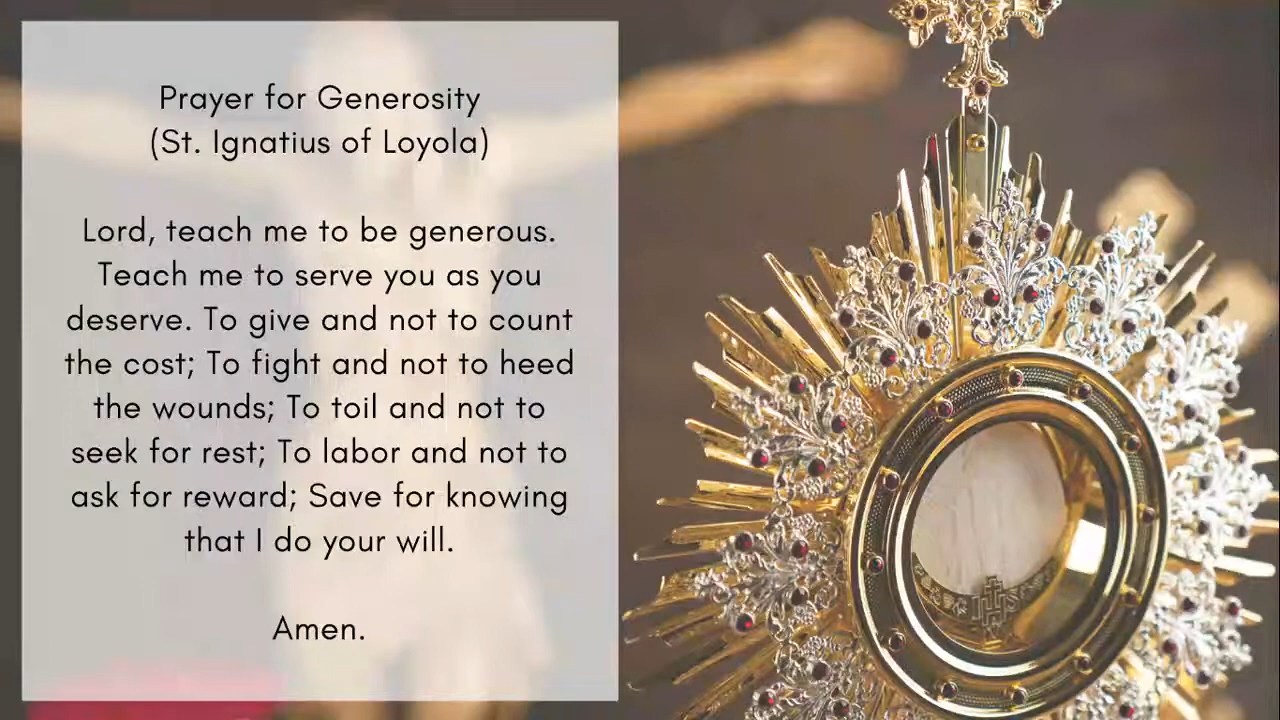 Prayer for Generosity
(St. Ignatius of Loyola)
Lord, teach me to be generous.
Teach me to serve you as you
deserve. To give and not to count
the cost; To fight and not to heed
the wounds; To toil and not to
seek for rest; To labor and not to
ask for reward; Save for knowing
that I do your will.
Amen.
IHS